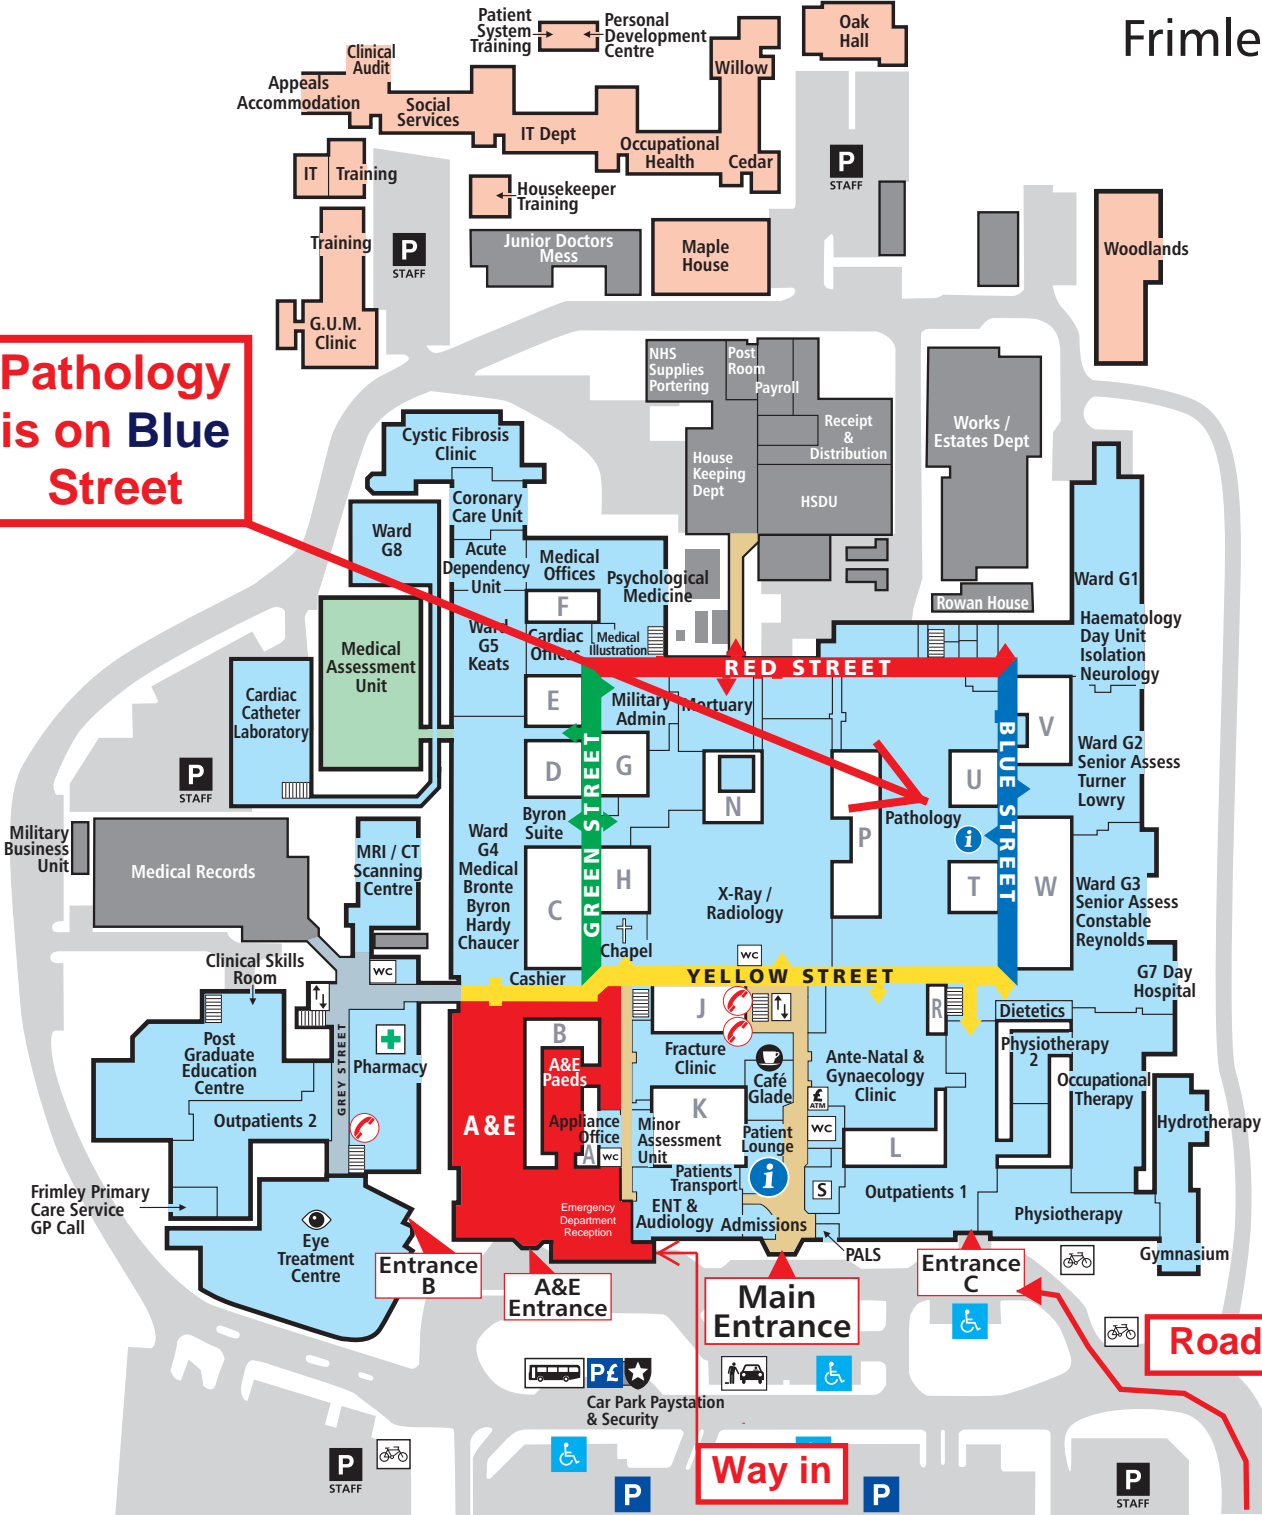 Frimle
Patient
System
Training
Personal
Development
Centre
Oak
Hall
Willow
Clinical
Audit
Appeals
Accommodation
Social
Services
IT Dept
Occupational
Health
Cedar
P
STAFF
IT
Training
Housekeeper
Training
Training
P
STAFF
Junior Doctors
Mess
Maple
House
Woodlands
G.U.M.
Clinic
Pathology
is on Blue
Street
NHS
Supplies
Portering
Post
Room
Payroll
Receipt
&
Distribution
House
Keeping
Dept
HSDU
Works /
Estates Dept
Rowan House
Cystic Fibrosis
Clinic
Coronary
Care Unit
Ward
G8
Acute
Dependency
Unit
Medical
Offices
Psychological
Medicine
F
Ward
G5
Keats
Cardiac
Offices
Medical
Illustration
Ward G1
Haematology
Day Unit
Isolation
Neurology
Medical
Assessment
Unit
Cardiac
Catheter
Laboratory
RED STREET
E
Military
Admin
Mortuary
V
BLUE STREET
GREEN STREET
D
G
N
U
Ward G2
Senior Assess
Turner
Lowry
P
STAFF
Byron
Suite
Pathology
i
P
Military
Business
Unit
Medical Records
MRI / CT
Scanning
Centre
Ward
G4
Medical
Bronte
Byron
Hardy
Chaucer
C
H
X-Ray /
Radiology
T
W
Ward G3
Senior Assess
Constable
Reynolds
Chapel
WC
Clinical Skills
Room
WC
Cashier
YELLOW STREET
G7 Day
Hospital
J
R
Dietetics
GREY STREET
Post
Graduate
Education
Centre
Pharmacy
B
A&E
Paeds
Fracture
Clinic
Café
Glade
Ante-Natal &
Gynaecology
Clinic
Physiotherapy
2
Occupational
Therapy
Outpatients 2
A&E
Appliance
Office
A
WC
K
Minor
Assessment
Unit
£
ATM
WC
Patient
Lounge
L
Hydrotherapy
Patients
Transport
i
S
Outpatients 1
Frimley Primary
Care Service
GP Call
Emergency
Department
Reception
ENT &
Audiology
Admissions
Physiotherapy
Eye
Treatment
Centre
PALS
Gymnasium
Entrance
B
A&E
Entrance
Main
Entrance
Entrance
C
Road
P£
Car Park Paystation
& Security
Way in
P
STAFF
P
P
P
STAFF